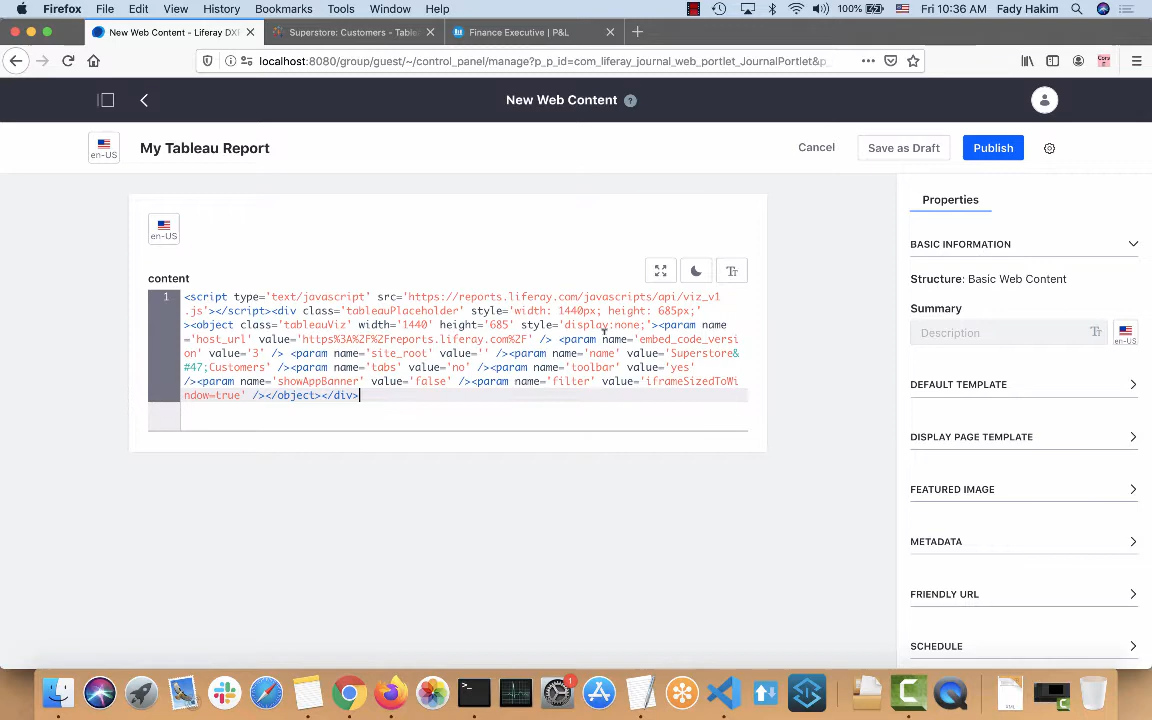 Firefox File Edit View History Bookmarks Tools Window Help 100% Fri 10:36 AM Fady Hakim
New Web Content - Liferay DX Superstore: Customers - Table Finance Executive | P&L
localhost:8080/group/guest/~/control_panel/manage?p_p_id=com_liferay_journal_web_portlet_JournalPortlet&p_
New Web Content ?
en-US My Tableau Report Cancel Save as Draft Publish
en-US
Properties
BASIC INFORMATION
Structure: Basic Web Content
Summary
Description en-US
DEFAULT TEMPLATE
DISPLAY PAGE TEMPLATE
FEATURED IMAGE
METADATA
FRIENDLY URL
SCHEDULE
content
1 <script type='text/javascript' src='https://reports.liferay.com/javascripts/api/viz_v1
.js'></script><div class='tableauPlaceholder' style='width: 1440px; height: 685px;'
><object class='tableauViz' width='1440' height='685' style='display:none;'><param name
='host_url' value='https%3A%2F%2Freports.liferay.com%2F' /> <param name='embed_code_versi
on' value='3' /> <param name='site_root' value='' /><param name='name' value='Superstore&
#47;Customers' /><param name='tabs' value='no' /><param name='toolbar' value='yes'
/><param name='showAppBanner' value='false' /><param name='filter' value='iframeSizedToWi
ndow=true' /></object></div>